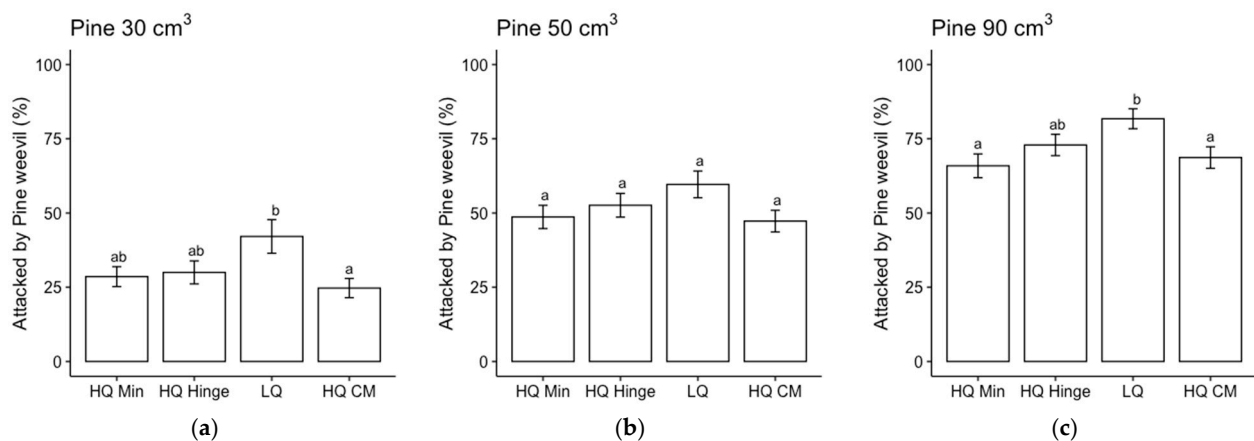 Pine 30 cm³
Attacked by Pine weevil (%)
100
75
50
25
0
ab
ab
b
a
HQ Min HQ Hinge LQ HQ CM
(a)
Pine 50 cm³
Attacked by Pine weevil (%)
100
75
50
25
0
a
a
a
a
HQ Min HQ Hinge LQ HQ CM
(b)
Pine 90 cm³
Attacked by Pine weevil (%)
100
75
50
25
0
a
ab
b
a
HQ Min HQ Hinge LQ HQ CM
(c)